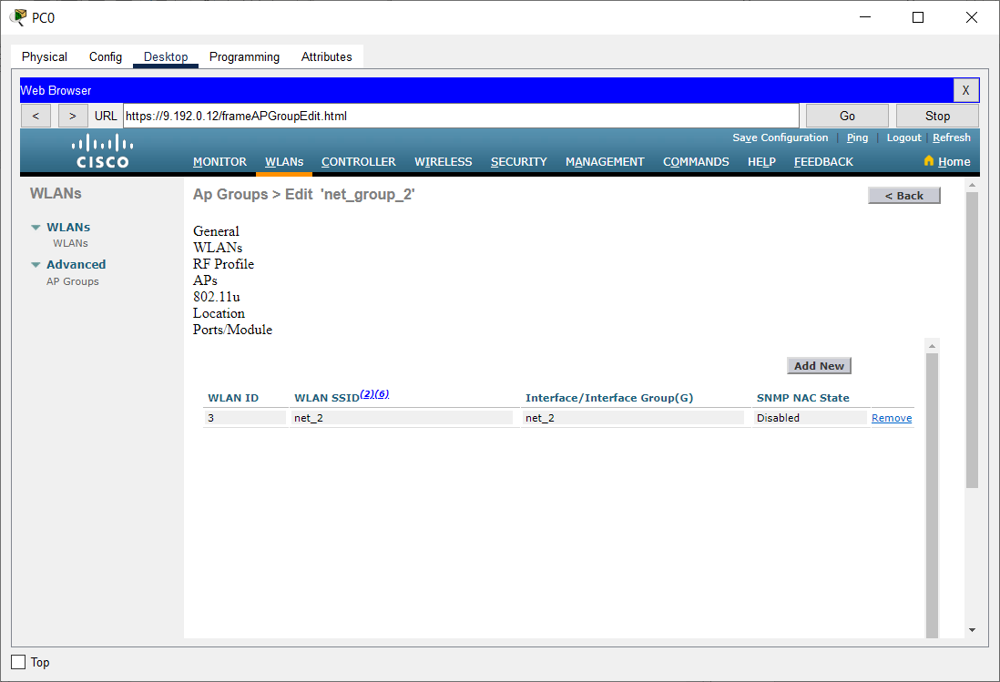 PC0
Physical Config Desktop Programming Attributes
Web Browser X
< > URL https://9.192.0.12/frameAPGroupEdit.html Go Stop
Save Configuration | Ping | Logout | Refresh
CISCO
MONITOR WLANs CONTROLLER WIRELESS SECURITY MANAGEMENT COMMANDS HELP FEEDBACK Home
WLANs
WLANs
WLANs
Advanced
AP Groups
Ap Groups > Edit 'net_group_2' < Back
General
WLANs
RF Profile
APs
802.11u
Location
Ports/Module
Add New
WLAN ID WLAN SSID(2)(6) Interface/Interface Group(G) SNMP NAC State
3 net_2 net_2 Disabled Remove
Top